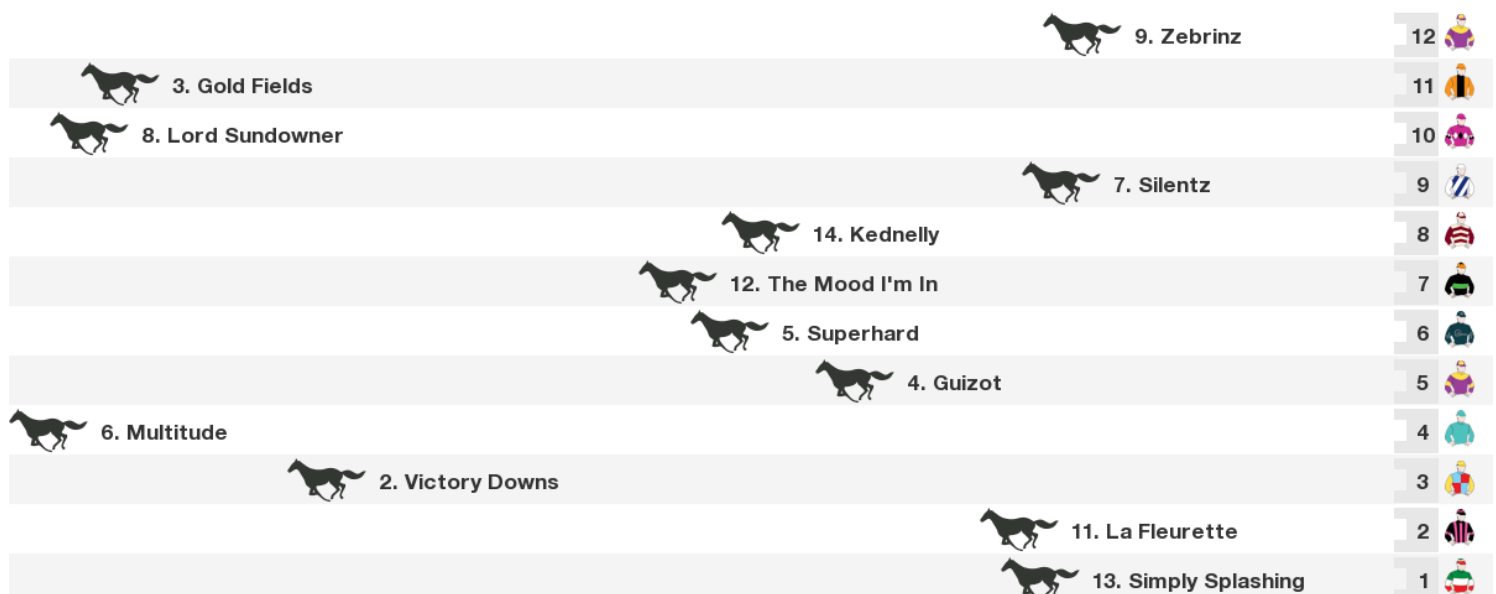 9. Zebrinz 12
3. Gold Fields 11
8. Lord Sundowner 10
7. Silentz 9
14. Kednelly 8
12. The Mood I'm In 7
5. Superhard 6
4. Guizot 5
6. Multitude 4
2. Victory Downs 3
11. La Fleurette 2
13. Simply Splashing 1